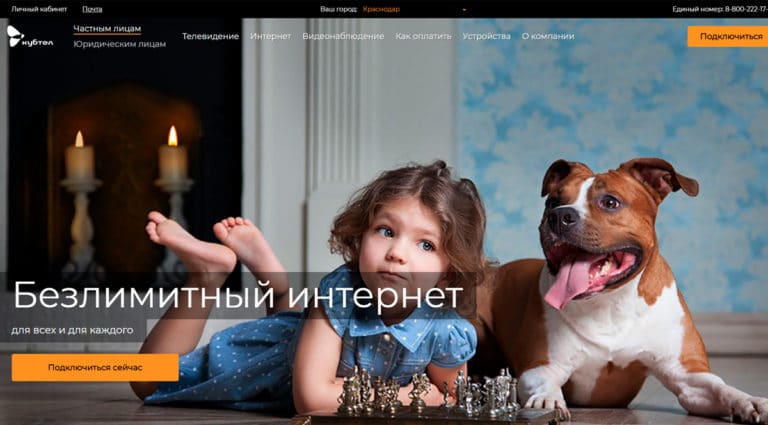 Личный кабинет
Почта
Ваш город: Краснодар
Единый номер: 8-800-222-17-
кубтел
Частным лицам
Юридическим лицам
Телевидение
Интернет
Видеонаблюдение
Как оплатить
Устройства
О компании
Подключиться
Безлимитный интернет
для всех и для каждого
Подключиться сейчас